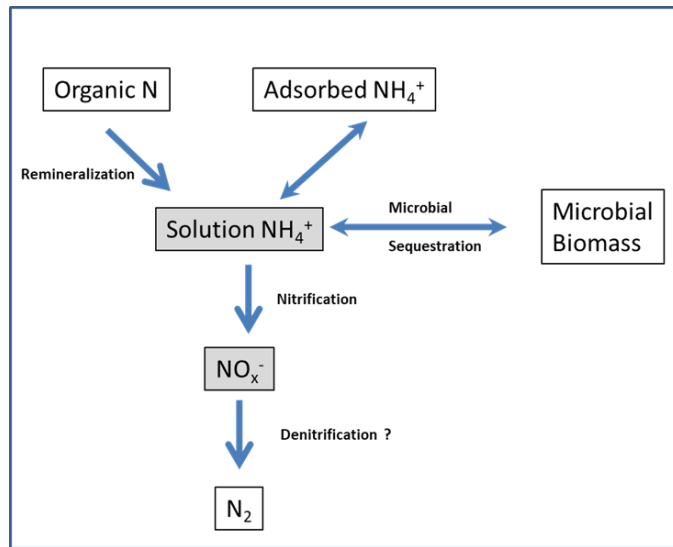 Organic N
Adsorbed NH₄⁺
Remineralization
Solution NH₄⁺
Microbial
Sequestration
Microbial
Biomass
Nitrification
NOₓ⁻
Denitrification ?
N₂